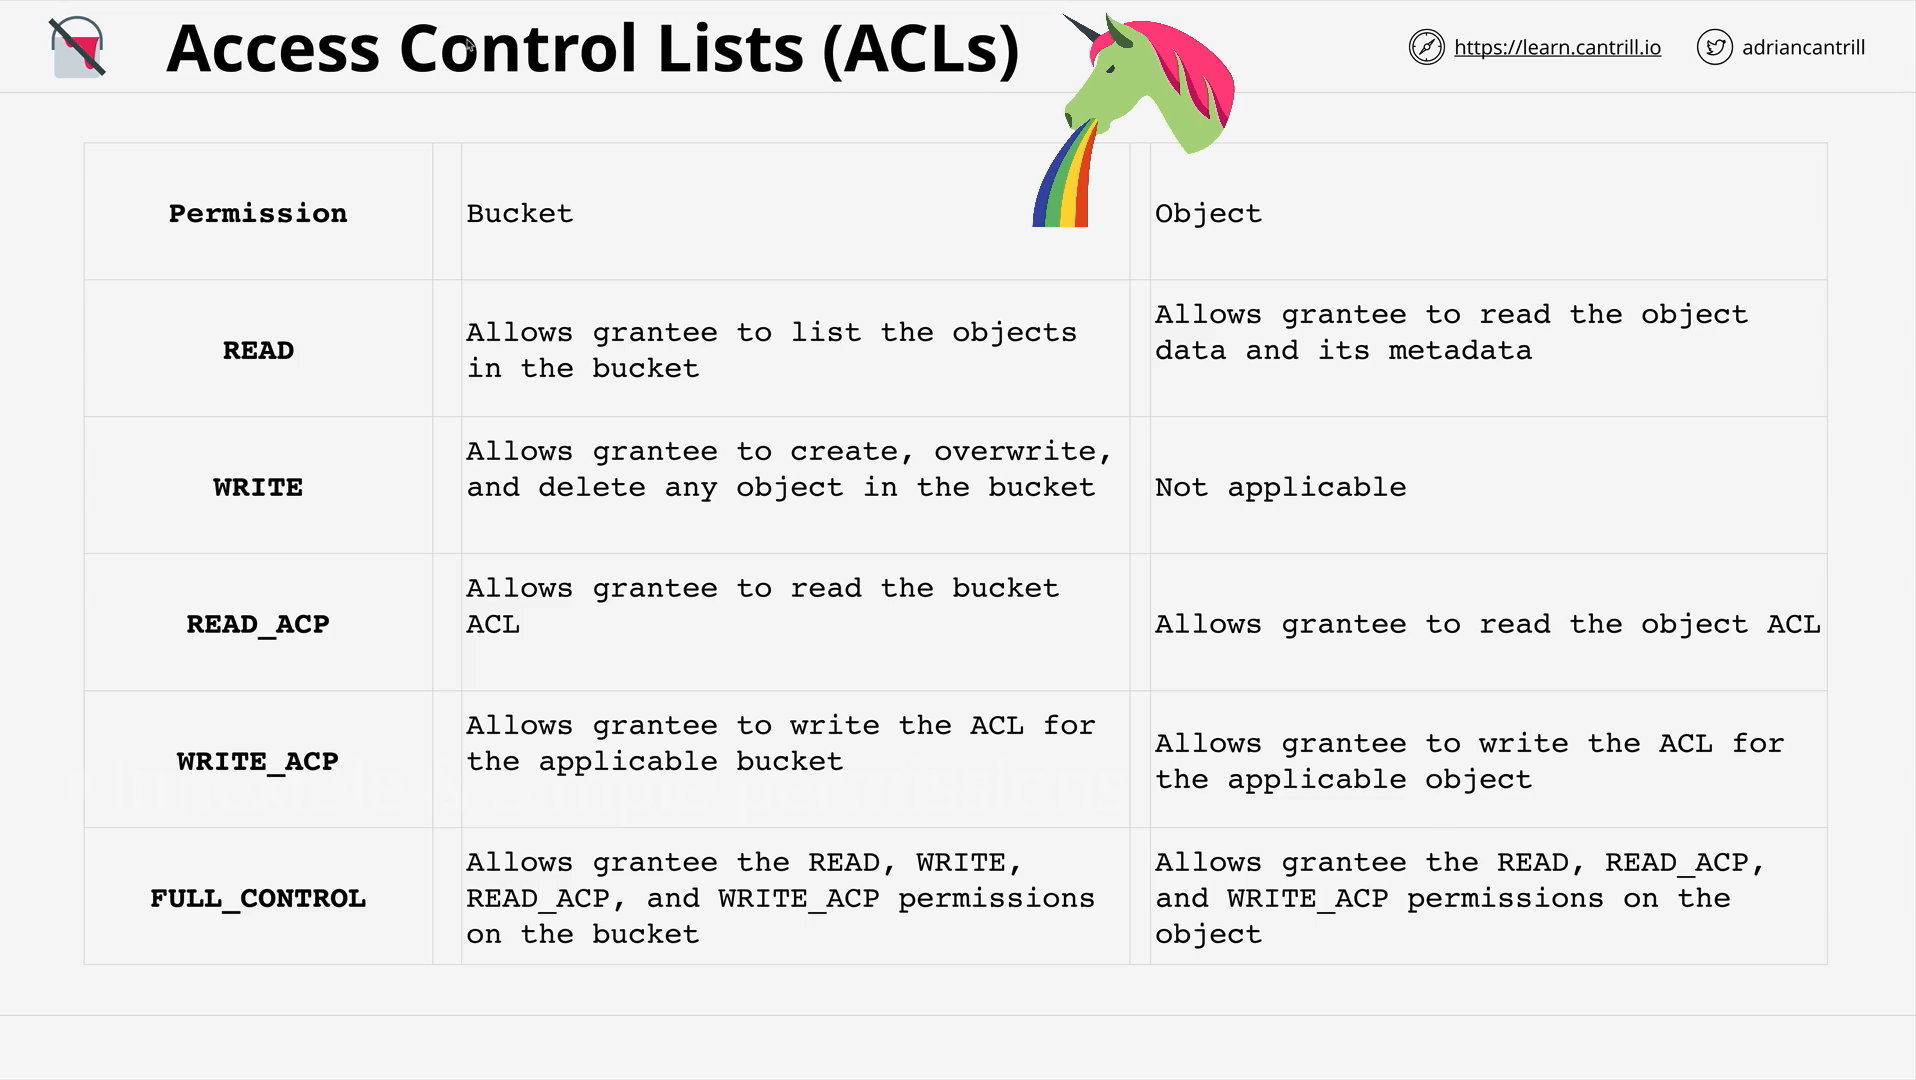 Access Control Lists (ACLs)
https://learn.cantrill.io
adriancantrill
Permission
Bucket
Object
READ
Allows grantee to list the objects
in the bucket
Allows grantee to read the object
data and its metadata
WRITE
Allows grantee to create, overwrite,
and delete any object in the bucket
Not applicable
READ_ACP
Allows grantee to read the bucket
ACL
Allows grantee to read the object ACL
WRITE_ACP
Allows grantee to write the ACL for
the applicable bucket
Allows grantee to write the ACL for
the applicable object
FULL_CONTROL
Allows grantee the READ, WRITE,
READ_ACP, and WRITE_ACP permissions
on the bucket
Allows grantee the READ, READ_ACP,
and WRITE_ACP permissions on the
object